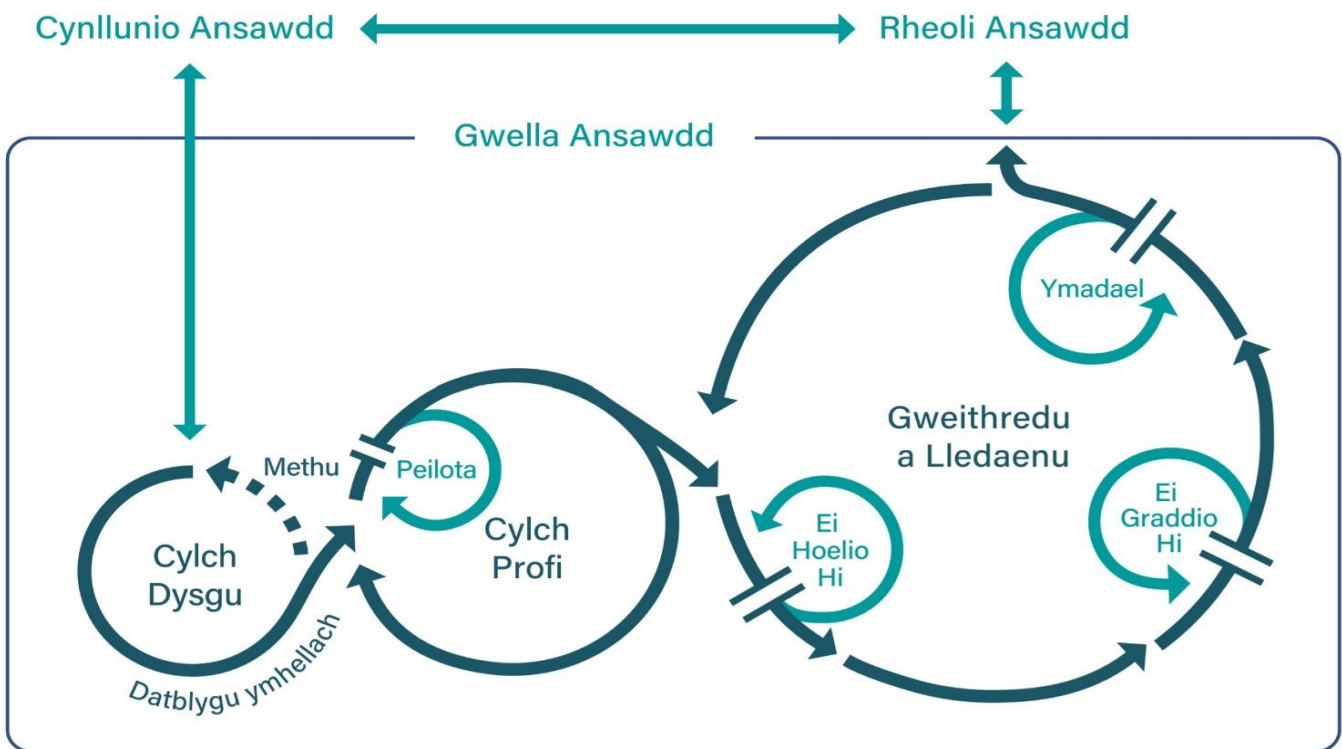 Cynllunio Ansawdd
Rheoli Ansawdd
Gwella Ansawdd
Ymadael
Gweithredu
a Lledaenu
Methu
Peilota
Cylch
Profi
Cylch
Dysgu
Datblygu ymhellach
Ei
Hoelio
Hi
Ei
Graddio
Hi